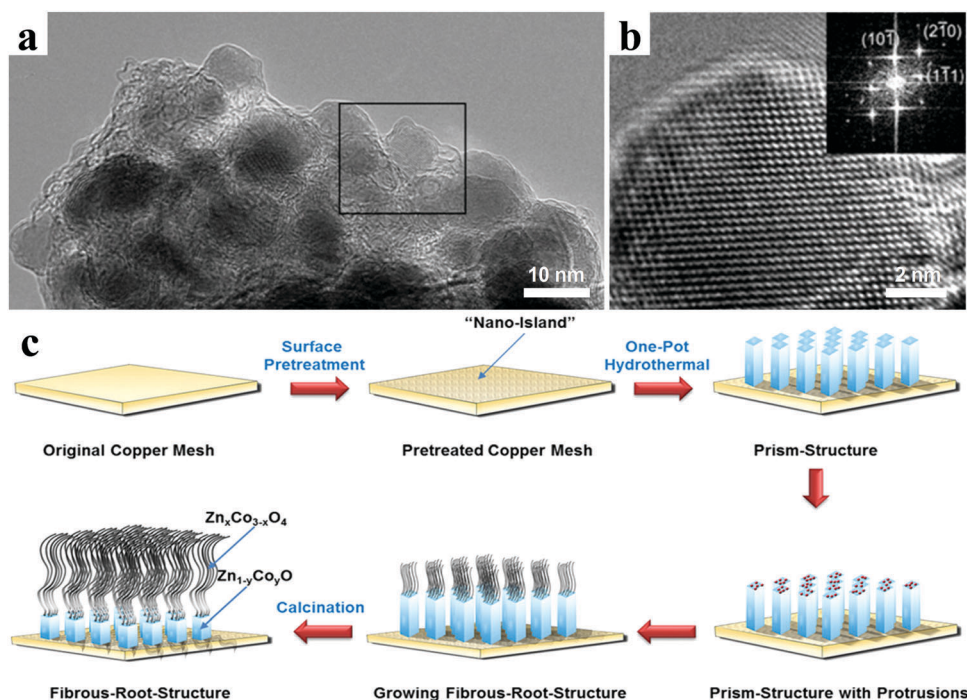 a
10 nm
b
(101̅)
(21̅0)
(11̅1)
2 nm
c
"Nano-Island"
Surface
Pretreatment
One-Pot
Hydrothermal
Original Copper Mesh
Pretreated Copper Mesh
Prism-Structure
ZnₓCo₃₋ₓO₄
Zn₁₋ᵧCoᵧO
Calcination
Fibrous-Root-Structure
Growing Fibrous-Root-Structure
Prism-Structure with Protrusions